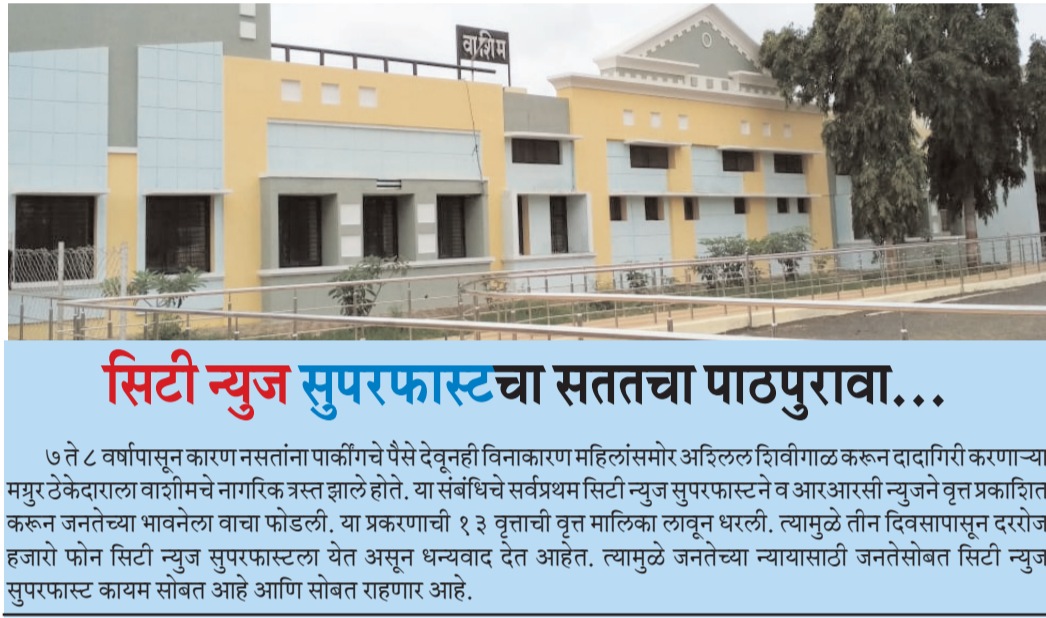 वाशिम
सिटी न्युज सुपरफास्टचा सततचा पाठपुरावा...
७ ते ८ वर्षापासून कारण नसतांना पार्कींगचे पैसे देवूनही विनाकारण महिलांसमोर अश्लिल शिवीगाळ करून दादागिरी करणाऱ्या
मग्रुर ठेकेदाराला वाशीमचे नागरिक त्रस्त झाले होते. या संबंधिचे सर्वप्रथम सिटी न्युज सुपरफास्टने व आरआरसी न्युजने वृत्त प्रकाशित
करून जनतेच्या भावनेला वाचा फोडली. या प्रकरणाची १३ वृत्ताची वृत्त मालिका लावून धरली. त्यामुळे तीन दिवसापासून दररोज
हजारो फोन सिटी न्युज सुपरफास्टला येत असून धन्यवाद देत आहेत. त्यामुळे जनतेच्या न्यायासाठी जनतेसोबत सिटी न्युज
सुपरफास्ट कायम सोबत आहे आणि सोबत राहणार आहे.